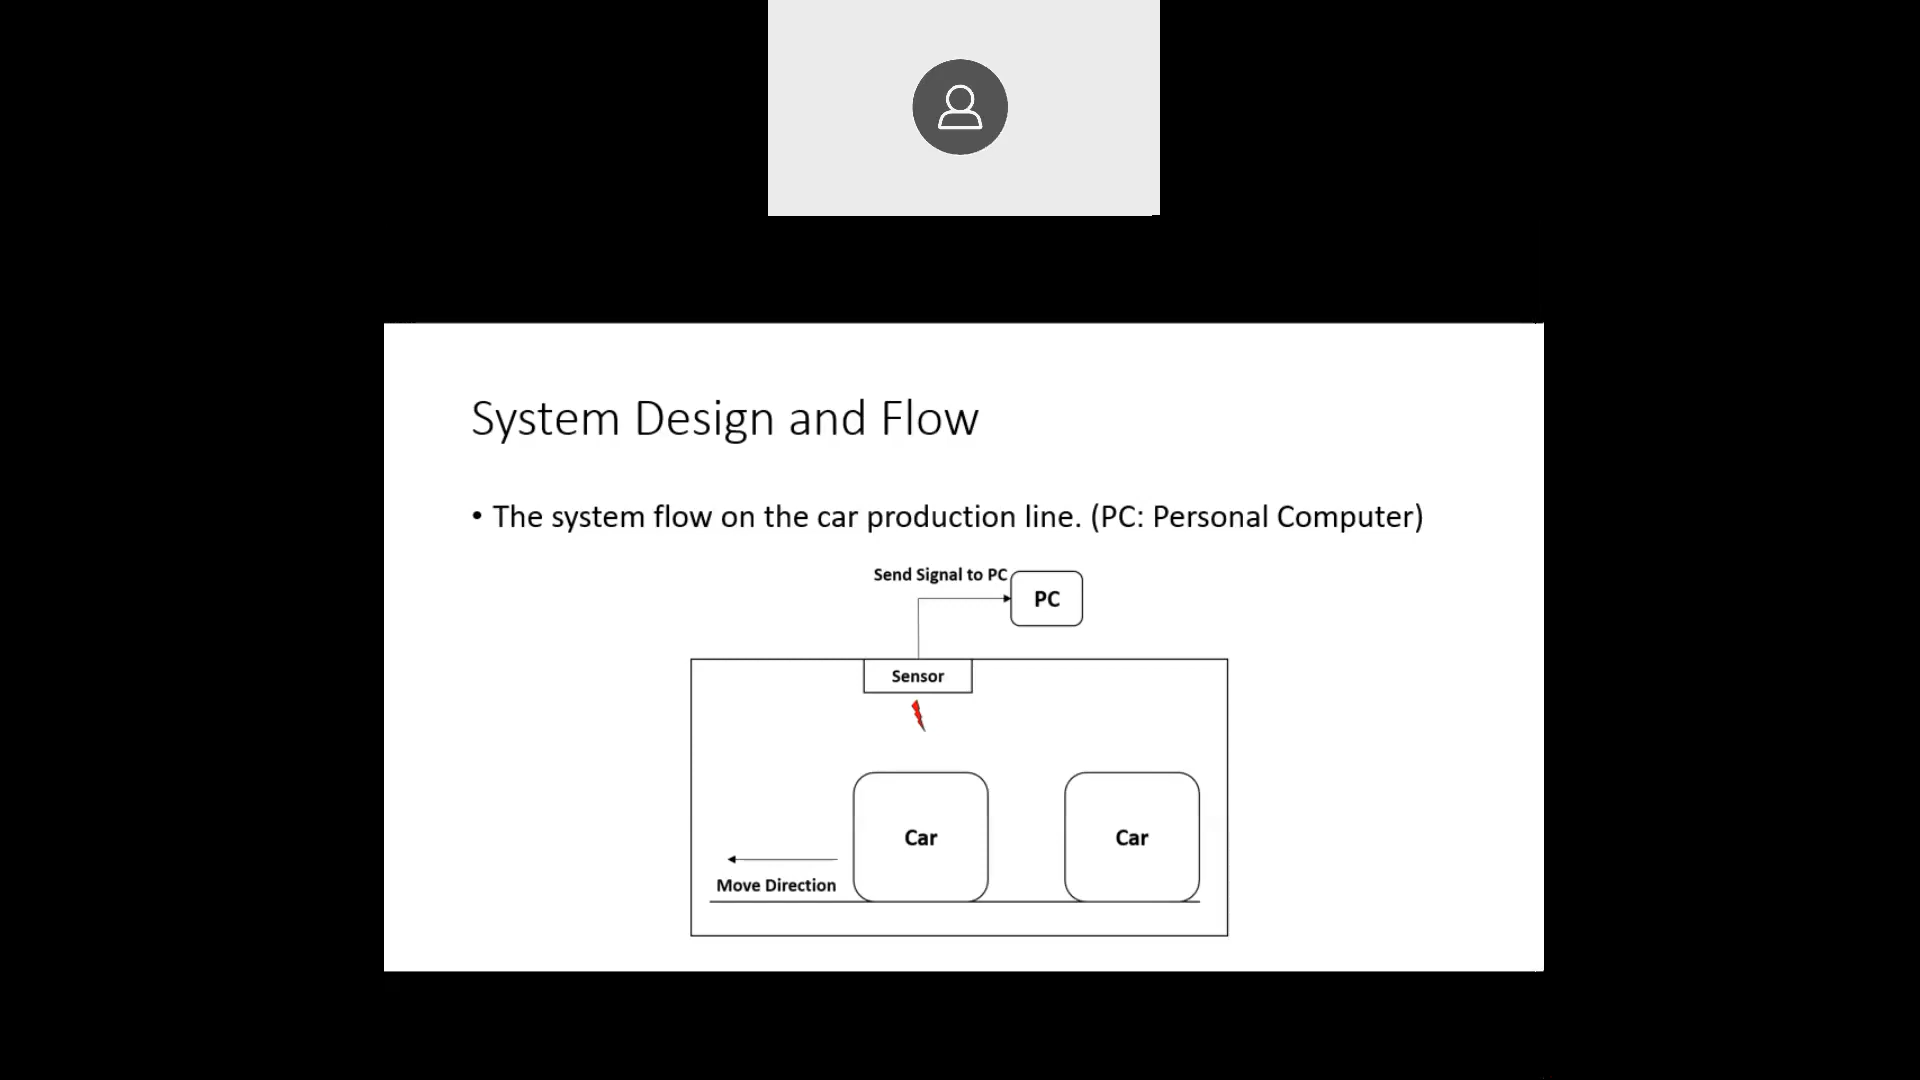 System Design and Flow
• The system flow on the car production line. (PC: Personal Computer)
Send Signal to PC
PC
Sensor
Car
Car
Move Direction